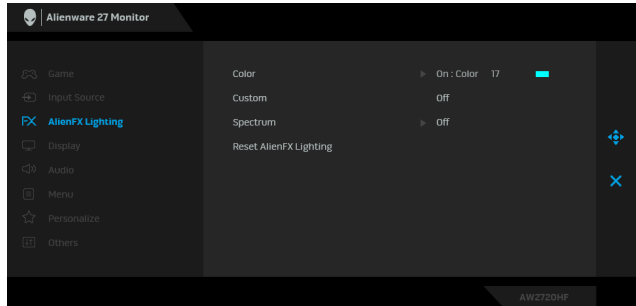 Alienware 27 Monitor
Game
Input Source
FX AlienFX Lighting
Display
Audio
Menu
Personalize
Others
Color On : Color 17
Custom Off
Spectrum Off
Reset AlienFX Lighting
AW2720HF